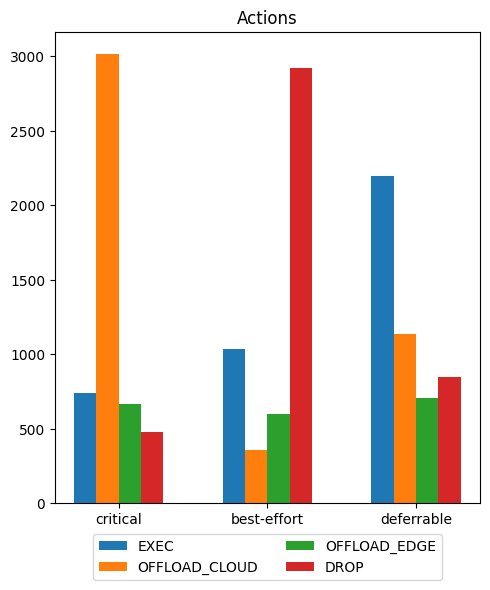 Actions
3000
2500
2000
1500
1000
500
0
critical best-effort deferrable
EXEC OFFLOAD_EDGE
OFFLOAD_CLOUD DROP